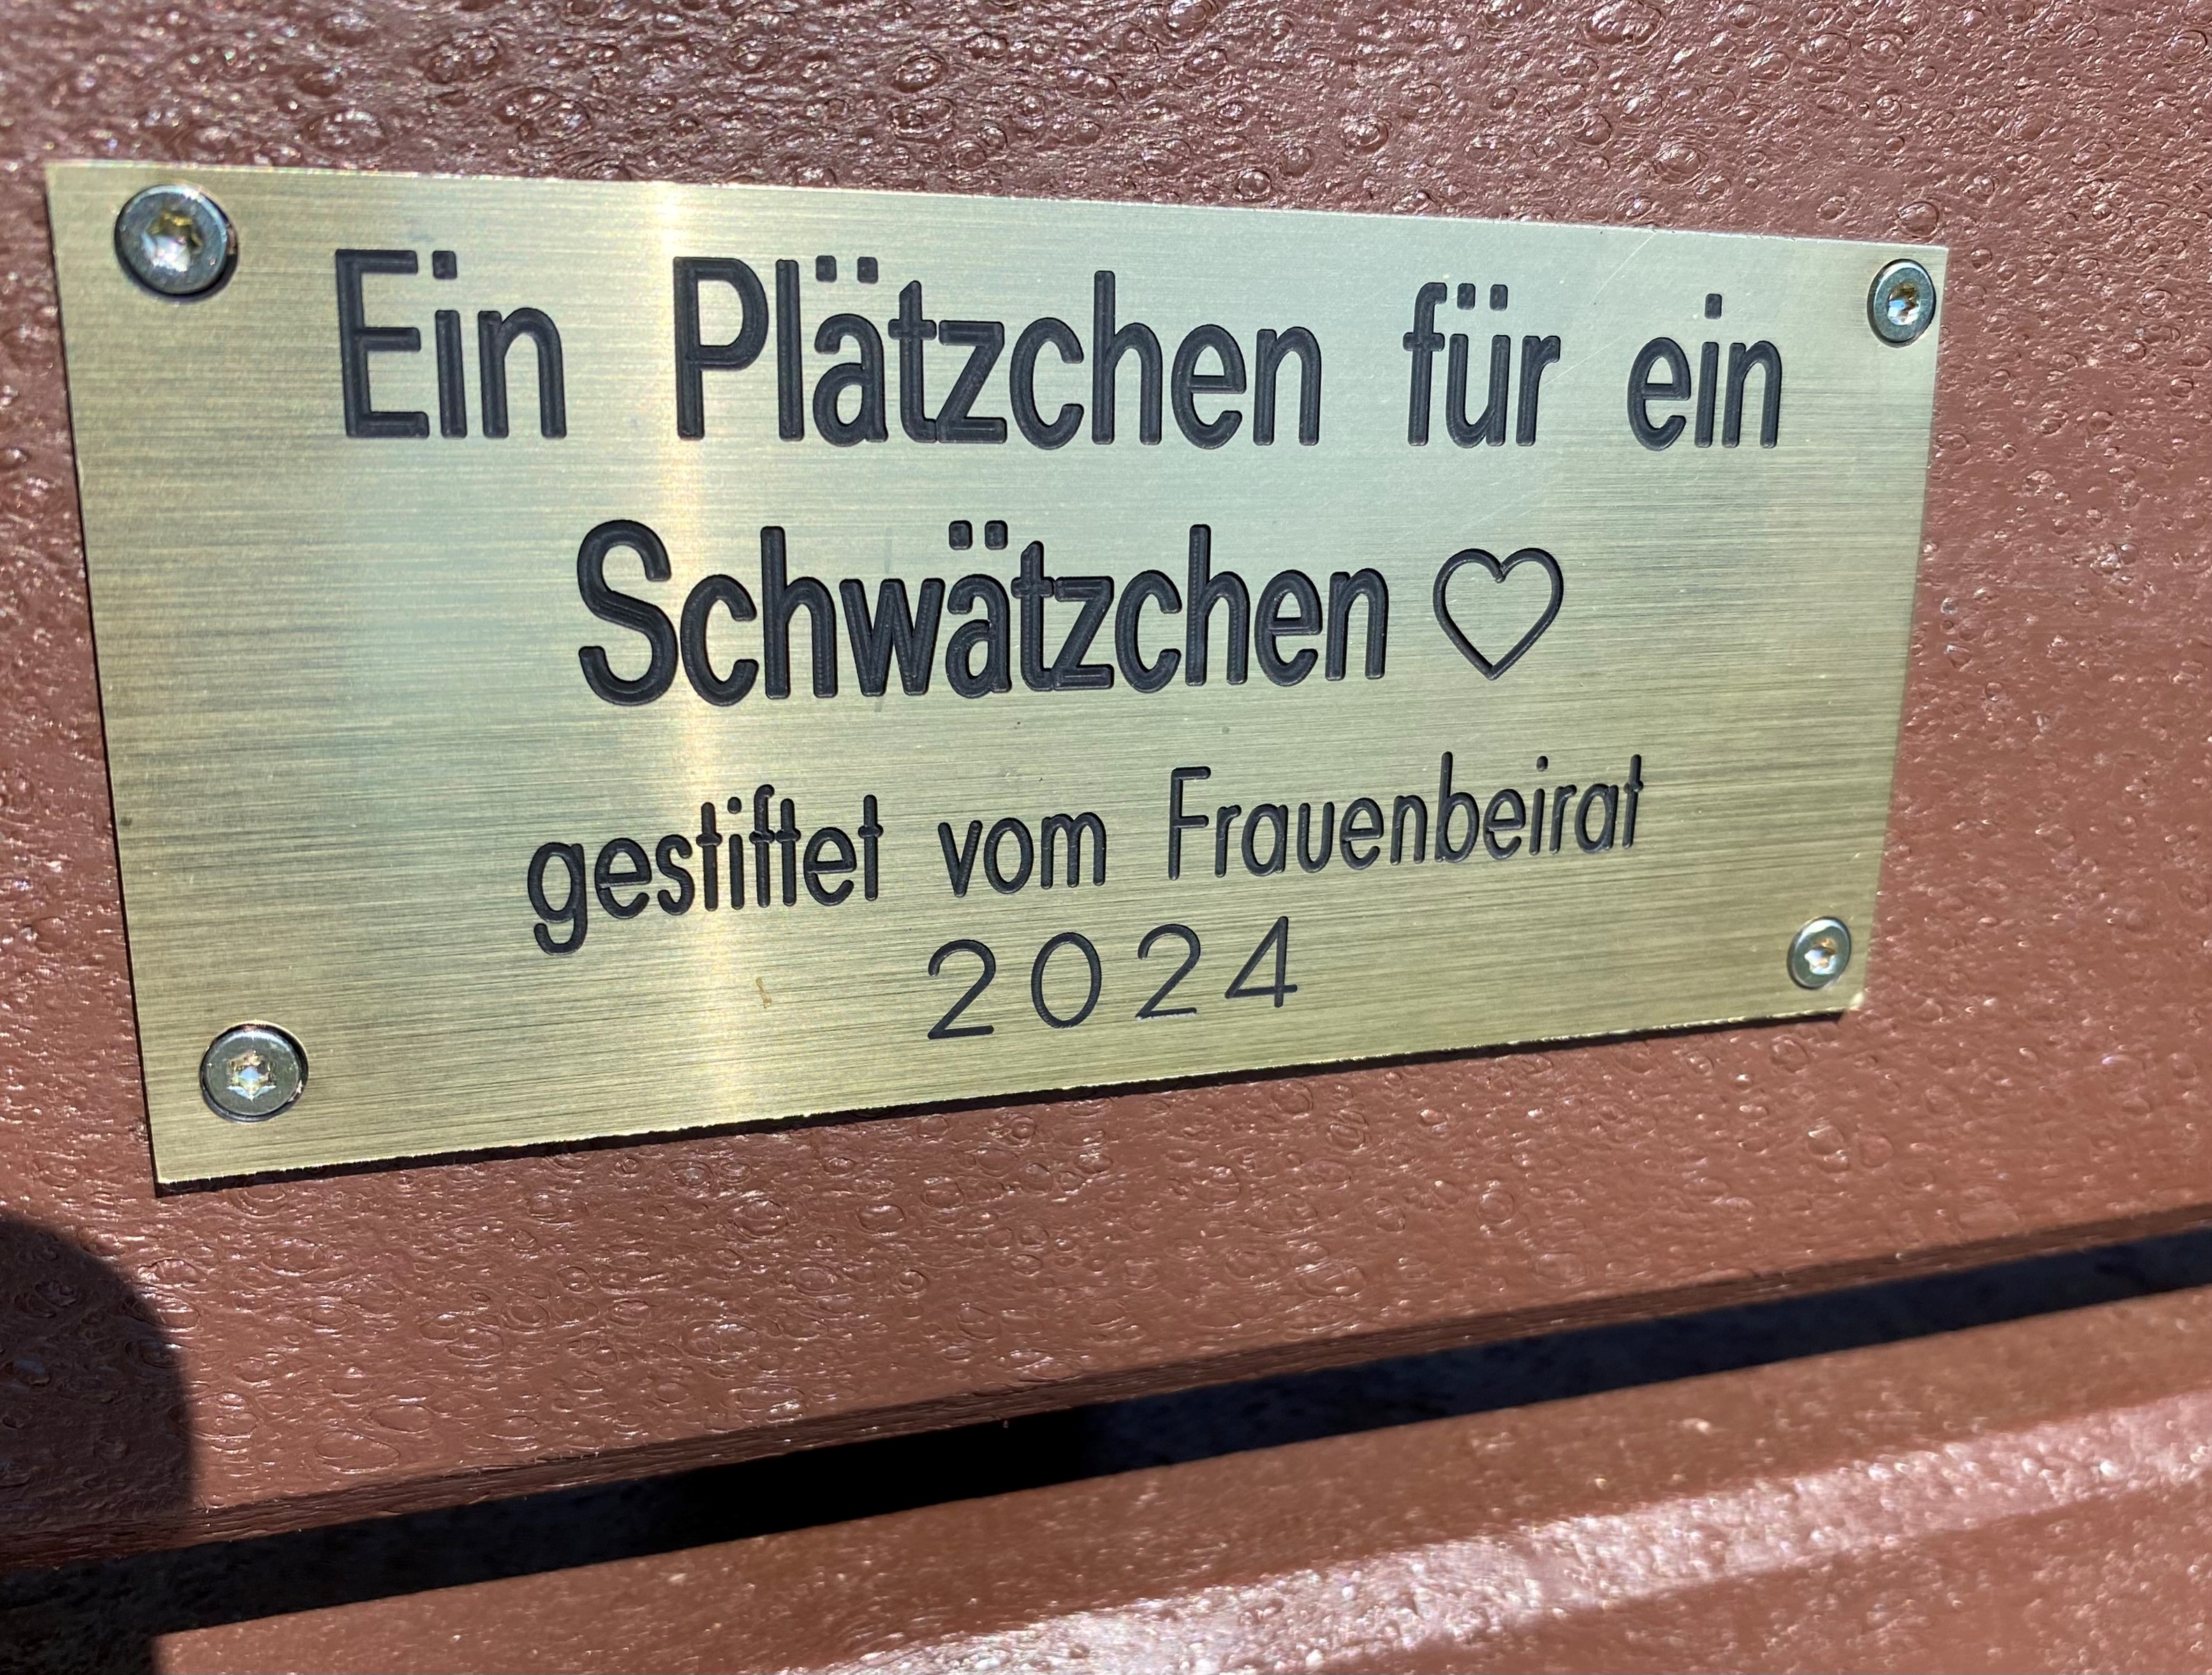 Ein Plätzchen für ein
Schwätzchen ♡
gestiftet vom Frauenbeirat
2024